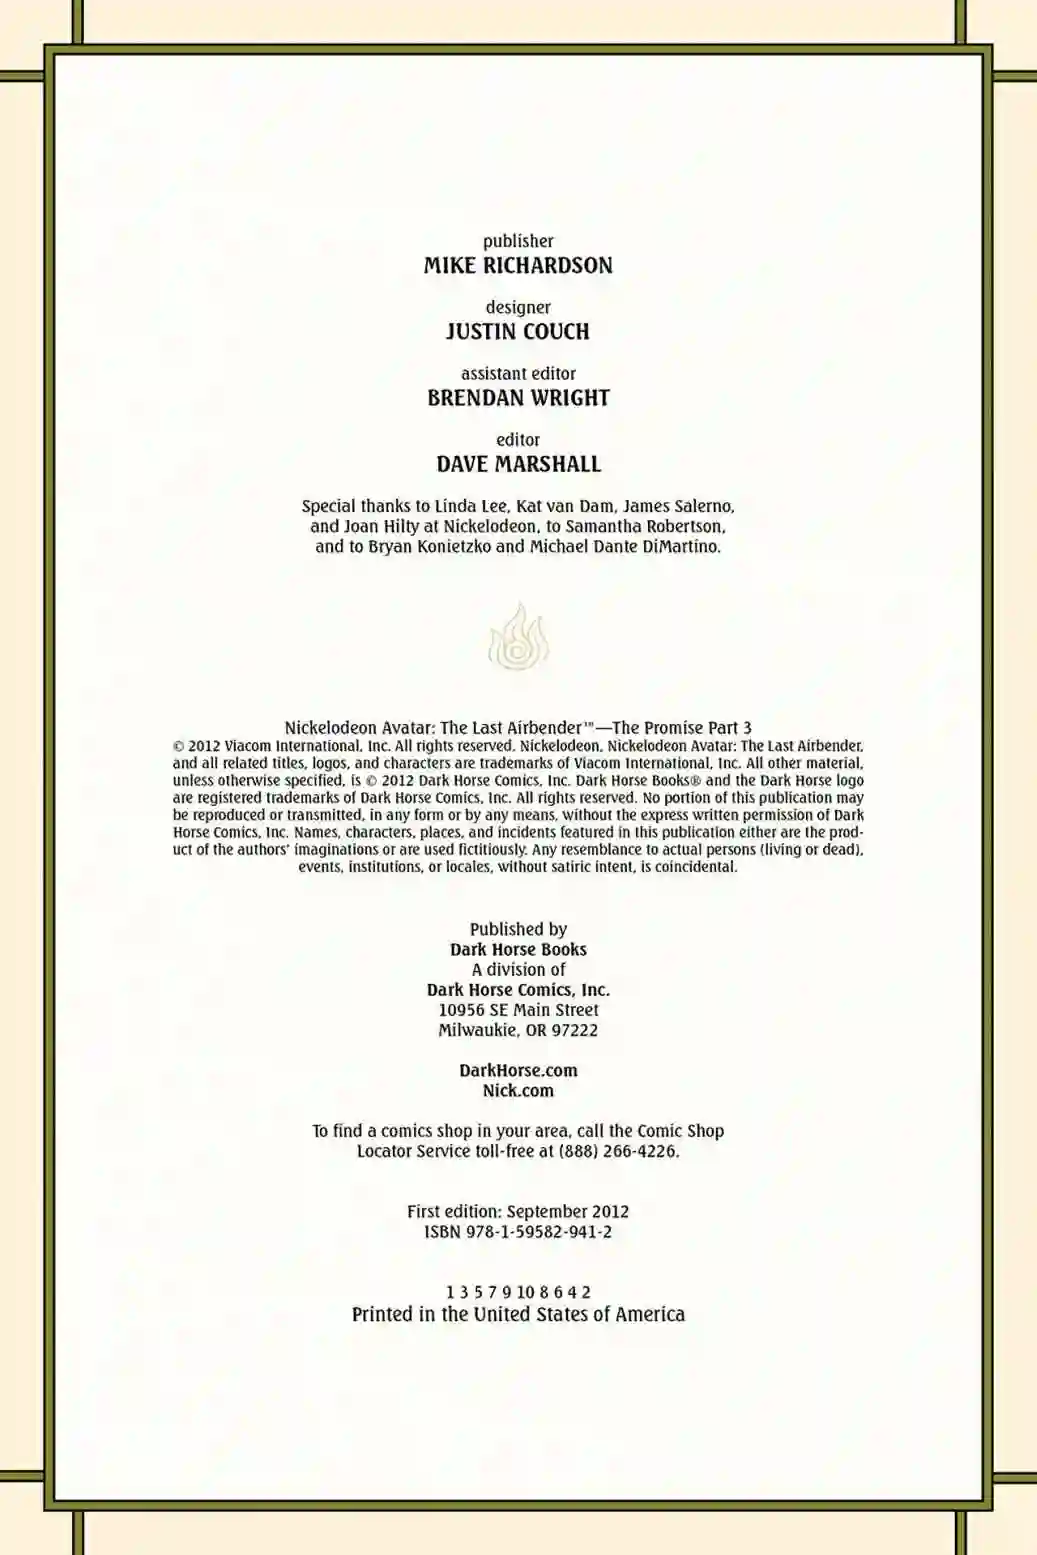 publisher
MIKE RICHARDSON
designer
JUSTIN COUCH
assistant editor
BRENDAN WRIGHT
editor
DAVE MARSHALL
Special thanks to Linda Lee, Kat van Dam, James Salerno,
and Joan Hilty at Nickelodeon, to Samantha Robertson,
and to Bryan Konietzko and Michael Dante DiMartino.
Nickelodeon Avatar: The Last Airbender™—The Promise Part 3
© 2012 Viacom International, Inc. All rights reserved. Nickelodeon, Nickelodeon Avatar: The Last Airbender,
and all related titles, logos, and characters are trademarks of Viacom International, Inc. All other material,
unless otherwise specified, is © 2012 Dark Horse Comics, Inc. Dark Horse Books® and the Dark Horse logo
are registered trademarks of Dark Horse Comics, Inc. All rights reserved. No portion of this publication may
be reproduced or transmitted, in any form or by any means, without the express written permission of Dark
Horse Comics, Inc. Names, characters, places, and incidents featured in this publication either are the prod-
uct of the authors' imaginations or are used fictitiously. Any resemblance to actual persons (living or dead),
events, institutions, or locales, without satiric intent, is coincidental.
Published by
Dark Horse Books
A division of
Dark Horse Comics, Inc.
10956 SE Main Street
Milwaukie, OR 97222
DarkHorse.com
Nick.com
To find a comics shop in your area, call the Comic Shop
Locator Service toll-free at (888) 266-4226.
First edition: September 2012
ISBN 978-1-59582-941-2
1 3 5 7 9 10 8 6 4 2
Printed in the United States of America